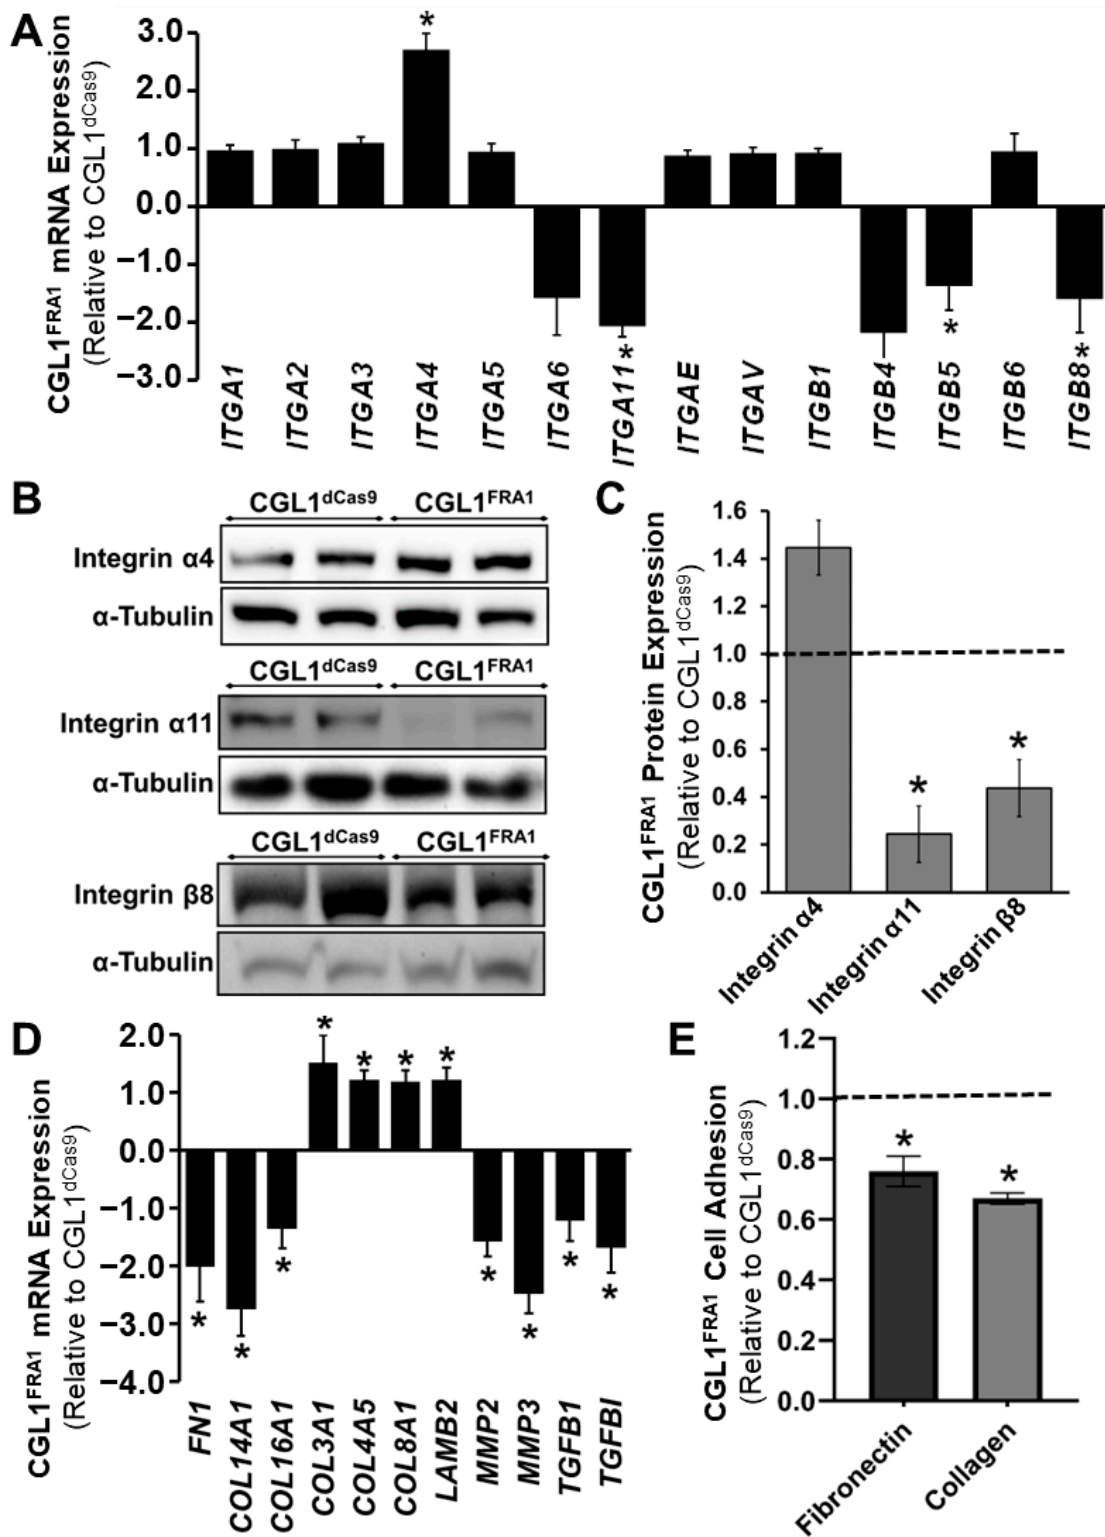 A
CGL1FRA1 mRNA Expression
(Relative to CGL1dCas9)
3.0
2.0
1.0
0.0
−1.0
−2.0
−3.0
*
*
*
*
ITGA1
ITGA2
ITGA3
ITGA4
ITGA5
ITGA6
ITGA11
ITGAE
ITGAV
ITGB1
ITGB4
ITGB5
ITGB6
ITGB8
B
CGL1dCas9 CGL1FRA1
Integrin α4
α-Tubulin
CGL1dCas9 CGL1FRA1
Integrin α11
α-Tubulin
CGL1dCas9 CGL1FRA1
Integrin β8
α-Tubulin
C
CGL1FRA1 Protein Expression
(Relative to CGL1dCas9)
1.6
1.4
1.2
1.0
0.8
0.6
0.4
0.2
0.0
*
*
Integrin α4
Integrin α11
Integrin β8
D
CGL1FRA1 mRNA Expression
(Relative to CGL1dCas9)
2.0
1.0
0.0
−1.0
−2.0
−3.0
−4.0
*
*
*
*
*
*
*
*
*
*
*
FN1
COL14A1
COL16A1
COL3A1
COL4A5
COL8A1
LAMB2
MMP2
MMP3
TGFB1
TGFBI
E
CGL1FRA1 Cell Adhesion
(Relative to CGL1dCas9)
1.2
1.0
0.8
0.6
0.4
0.2
0.0
*
*
Fibronectin
Collagen